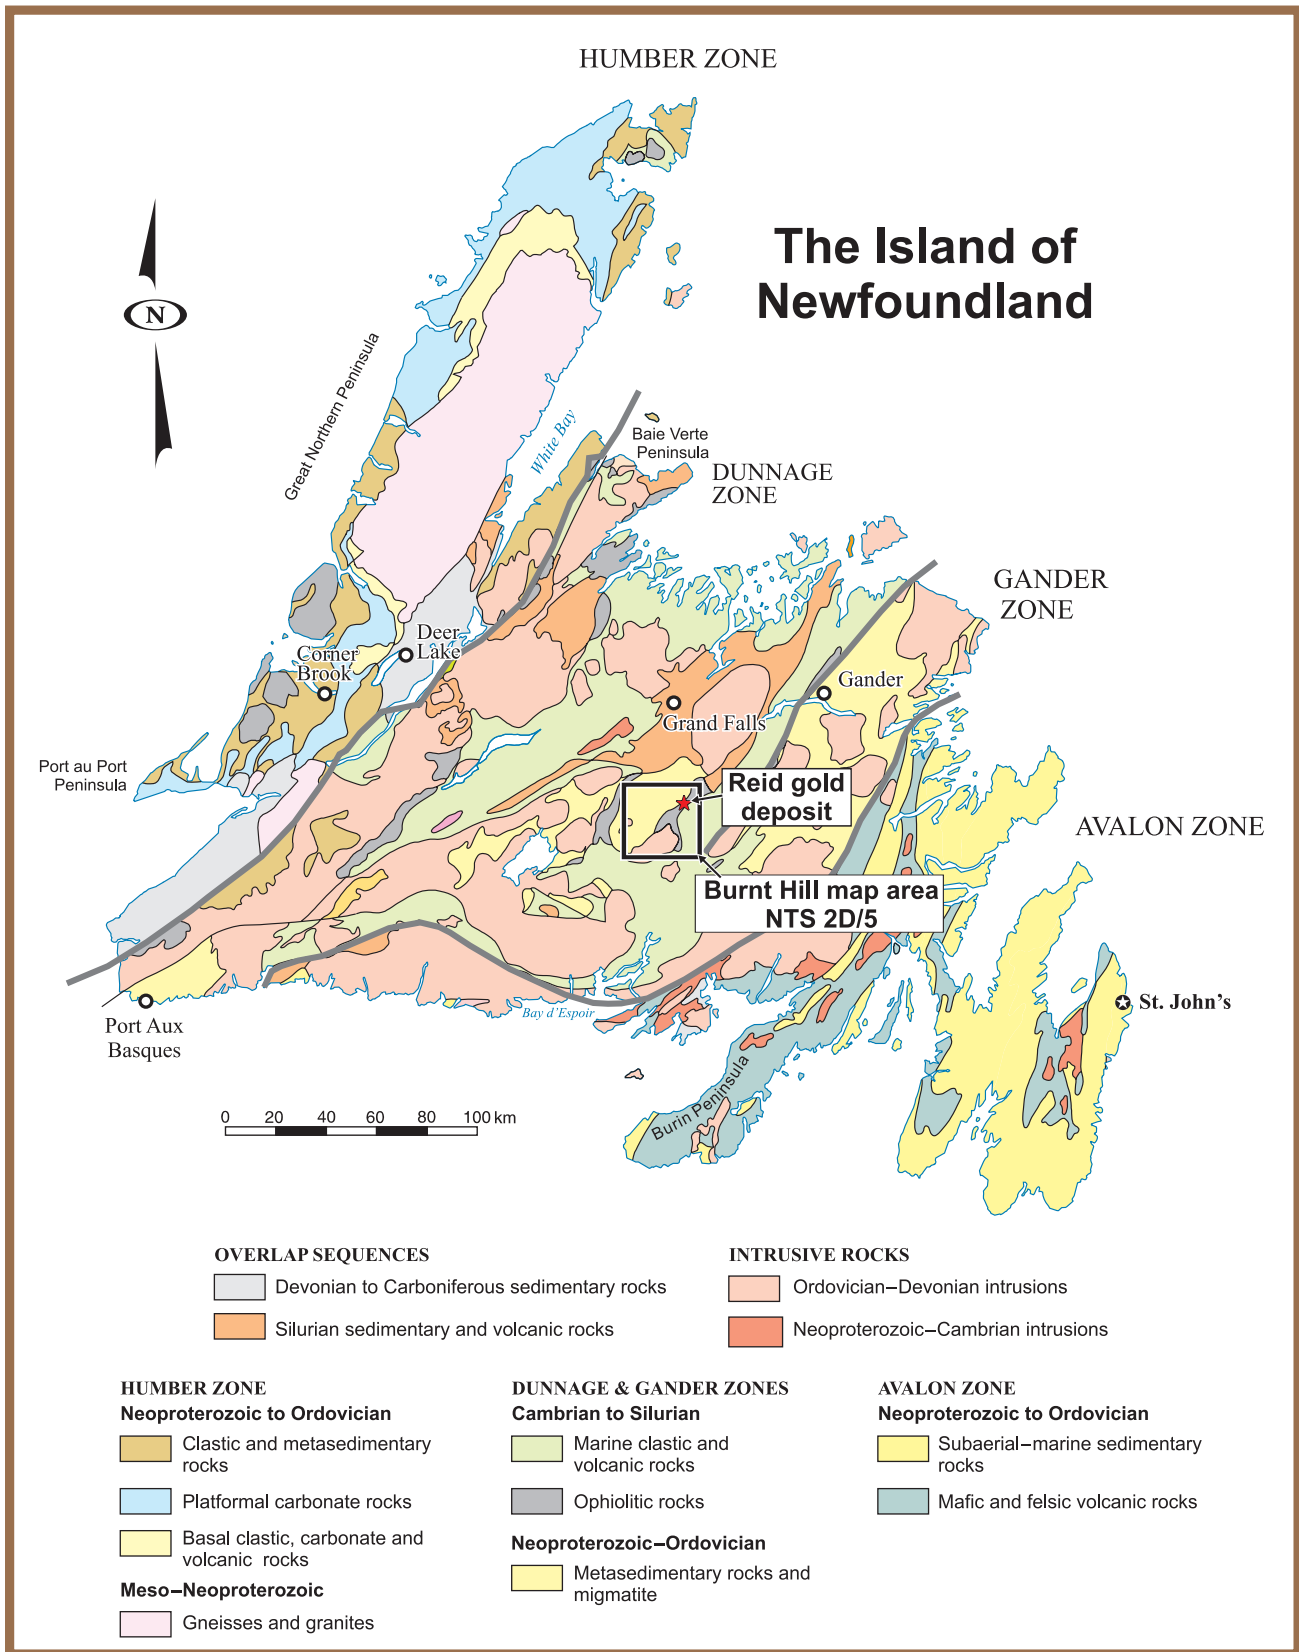 HUMBER ZONE
The Island of
Newfoundland
N
Great Northern Peninsula
White Bay
Baie Verte
Peninsula
DUNNAGE
ZONE
GANDER
ZONE
Deer
Lake
Corner
Brook
Gander
Grand Falls
Port au Port
Peninsula
Reid gold
deposit
AVALON ZONE
Burnt Hill map area
NTS 2D/5
St. John's
Bay d'Espoir
Port Aux
Basques
Burin Peninsula
0 20 40 60 80 100 km
OVERLAP SEQUENCES
Devonian to Carboniferous sedimentary rocks
Silurian sedimentary and volcanic rocks
INTRUSIVE ROCKS
Ordovician–Devonian intrusions
Neoproterozoic–Cambrian intrusions
HUMBER ZONE
Neoproterozoic to Ordovician
Clastic and metasedimentary
rocks
Platformal carbonate rocks
Basal clastic, carbonate and
volcanic rocks
Meso–Neoproterozoic
Gneisses and granites
DUNNAGE & GANDER ZONES
Cambrian to Silurian
Marine clastic and
volcanic rocks
Ophiolitic rocks
Neoproterozoic–Ordovician
Metasedimentary rocks and
migmatite
AVALON ZONE
Neoproterozoic to Ordovician
Subaerial–marine sedimentary
rocks
Mafic and felsic volcanic rocks